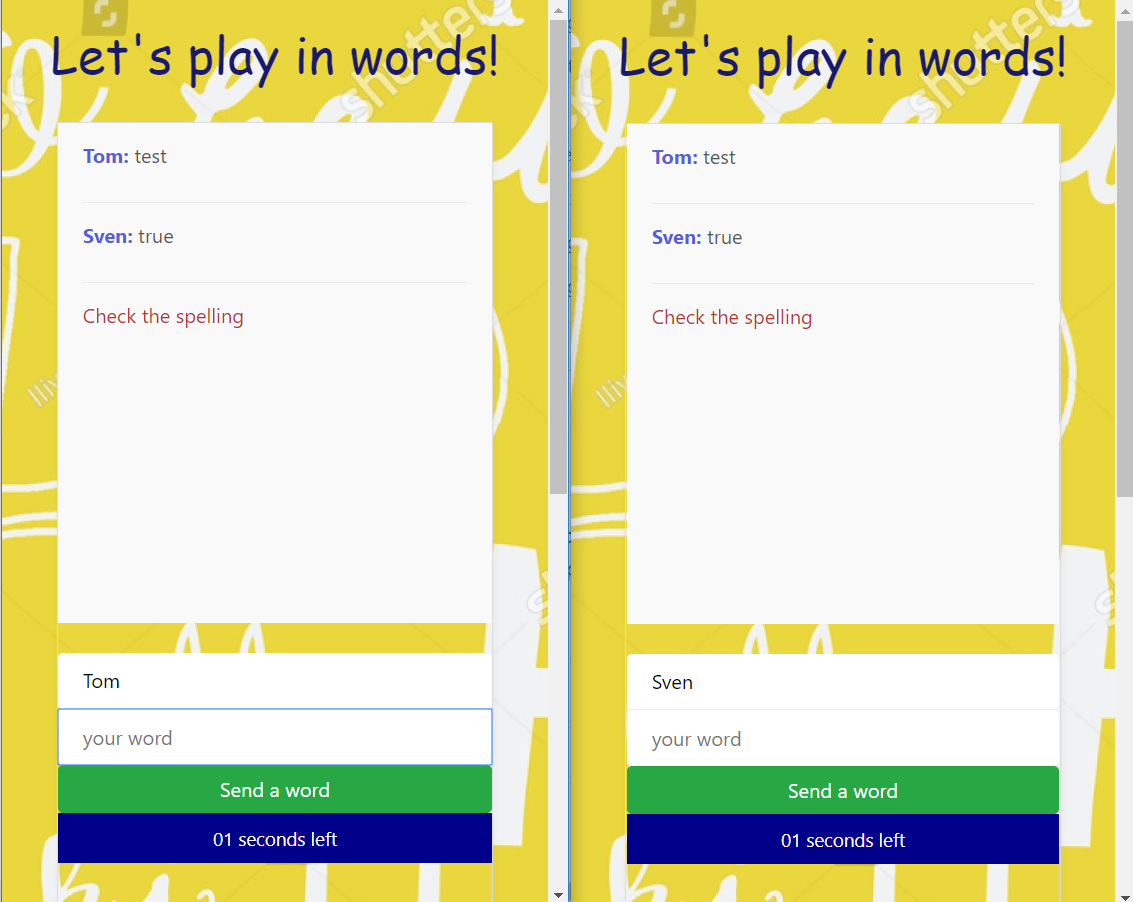 Let's play in words!
Tom: test
Sven: true
Check the spelling
Tom
your word
Send a word
01 seconds left
Let's play in words!
Tom: test
Sven: true
Check the spelling
Sven
your word
Send a word
01 seconds left